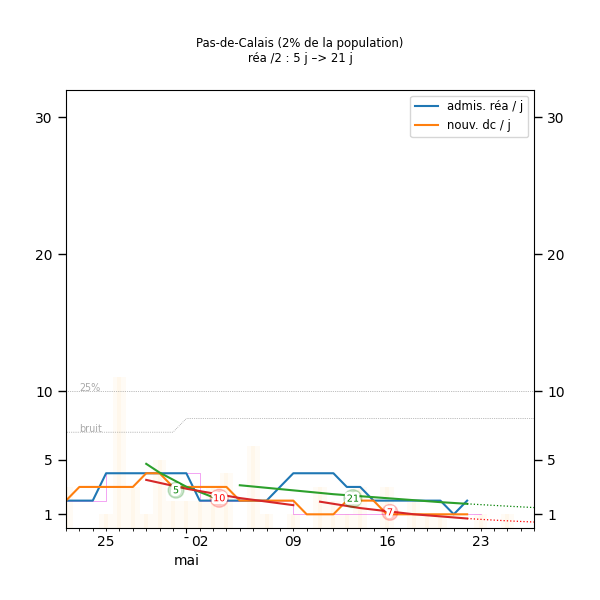 Pas-de-Calais (2% de la population)
réa /2 : 5 j –> 21 j
admis. réa / j
nouv. dc / j
30 30
20 20
25%
10 10
bruit
5 5
5 10 21 7
1 1
25 - 02 09 16 23
mai